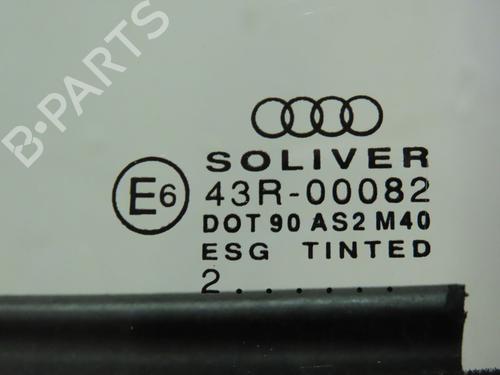 B-PARTS
SOLIVER
E6
43R-00082
DOT 90 AS2 M40
ESG TINTED
2.......